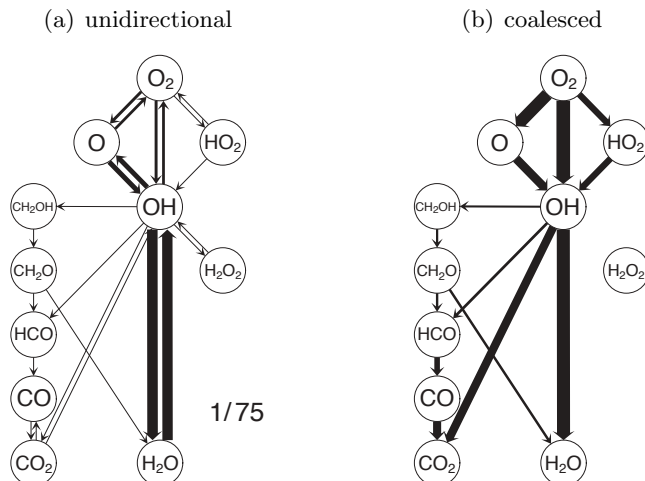 (a) unidirectional
(b) coalesced
O₂
O
HO₂
CH₂OH
OH
CH₂O
H₂O₂
HCO
CO
1/75
CO₂
H₂O
O₂
O
HO₂
CH₂OH
OH
CH₂O
H₂O₂
HCO
CO
CO₂
H₂O